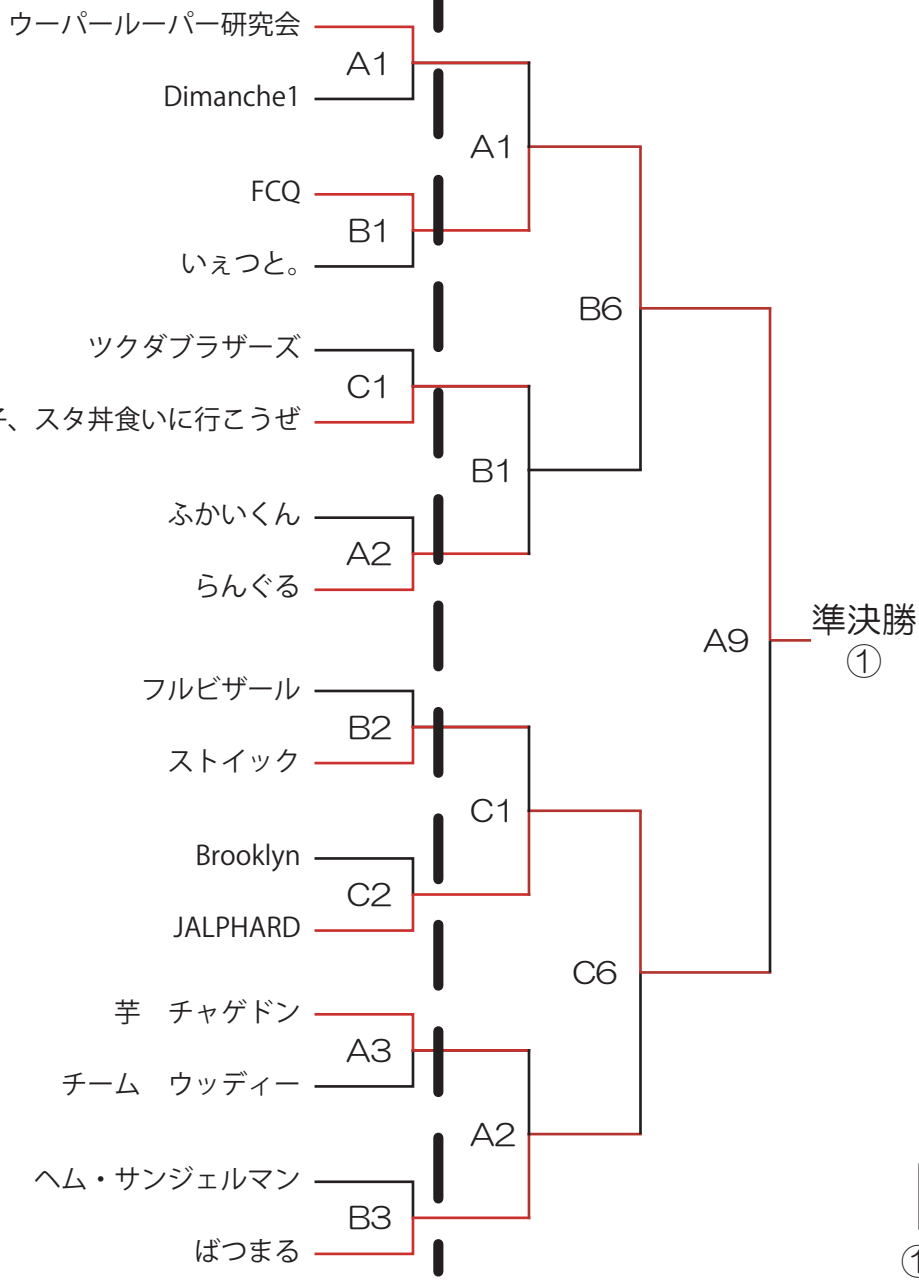 ウーパールーパー研究会
A1
Dimanche1
A1
FCQ
B1
いぇつと。
B6
ツクダブラザーズ
C1
、スタ丼食いに行こうぜ
B1
ふかいくん
A2
らんぐる
準決勝
①
A9
フルビザール
B2
ストイック
C1
Brooklyn
C2
JALPHARD
C6
芋　チャゲドン
A3
チーム　ウッディー
A2
ヘム・サンジェルマン
B3
ばつまる